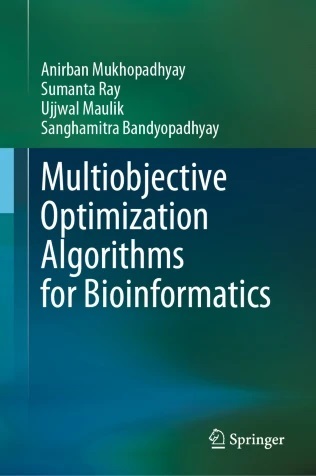 Anirban Mukhopadhyay
Sumanta Ray
Ujjwal Maulik
Sanghamitra Bandyopadhyay
Multiobjective
Optimization
Algorithms
for Bioinformatics
Springer